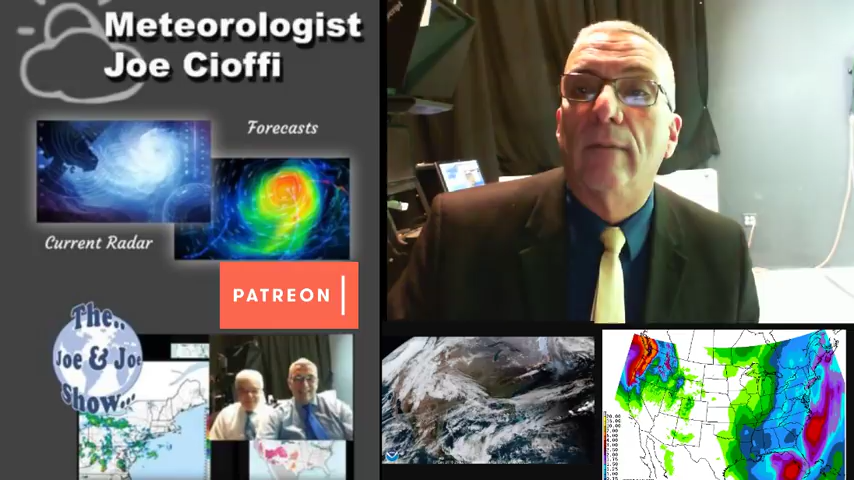 Meteorologist
Joe Cioffi
Forecasts
Current Radar
PATREON
The..
Joe & Joe
Show...